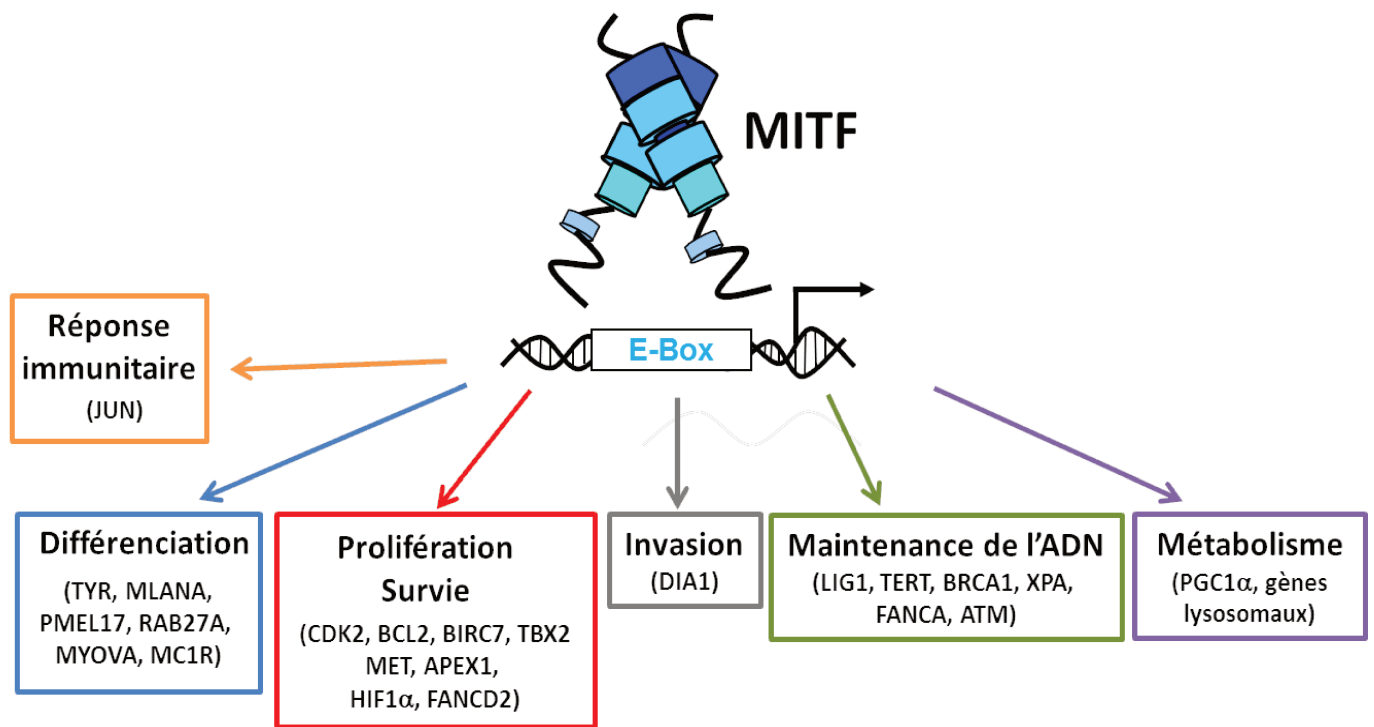 MITF
E-Box
Réponse
immunitaire
(JUN)
Différenciation
(TYR, MLANA,
PMEL17, RAB27A,
MYOVA, MC1R)
Prolifération
Survie
(CDK2, BCL2, BIRC7, TBX2
MET, APEX1,
HIF1α, FANCD2)
Invasion
(DIA1)
Maintenance de l’ADN
(LIG1, TERT, BRCA1, XPA,
FANCA, ATM)
Métabolisme
(PGC1α, gènes
lysosomaux)